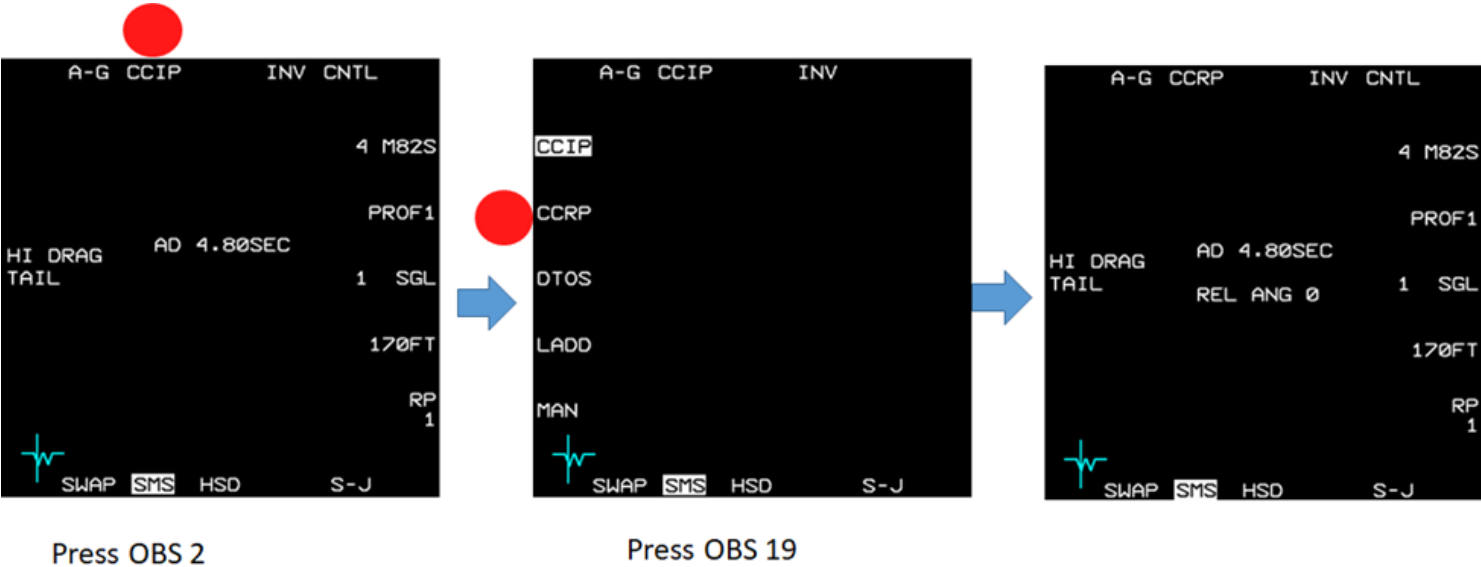 A-G CCIP INV CNTL
4 M82S
PROF1
AD 4.80SEC
HI DRAG
TAIL
1 SGL
170FT
RP
1
SWAP SMS HSD S-J
Press OBS 2
A-G CCIP INV
CCIP
CCRP
DTOS
LADD
MAN
SWAP SMS HSD S-J
Press OBS 19
A-G CCRP INV CNTL
4 M82S
PROF1
AD 4.80SEC
HI DRAG
TAIL
1 SGL
REL ANG 0
170FT
RP
1
SWAP SMS HSD S-J